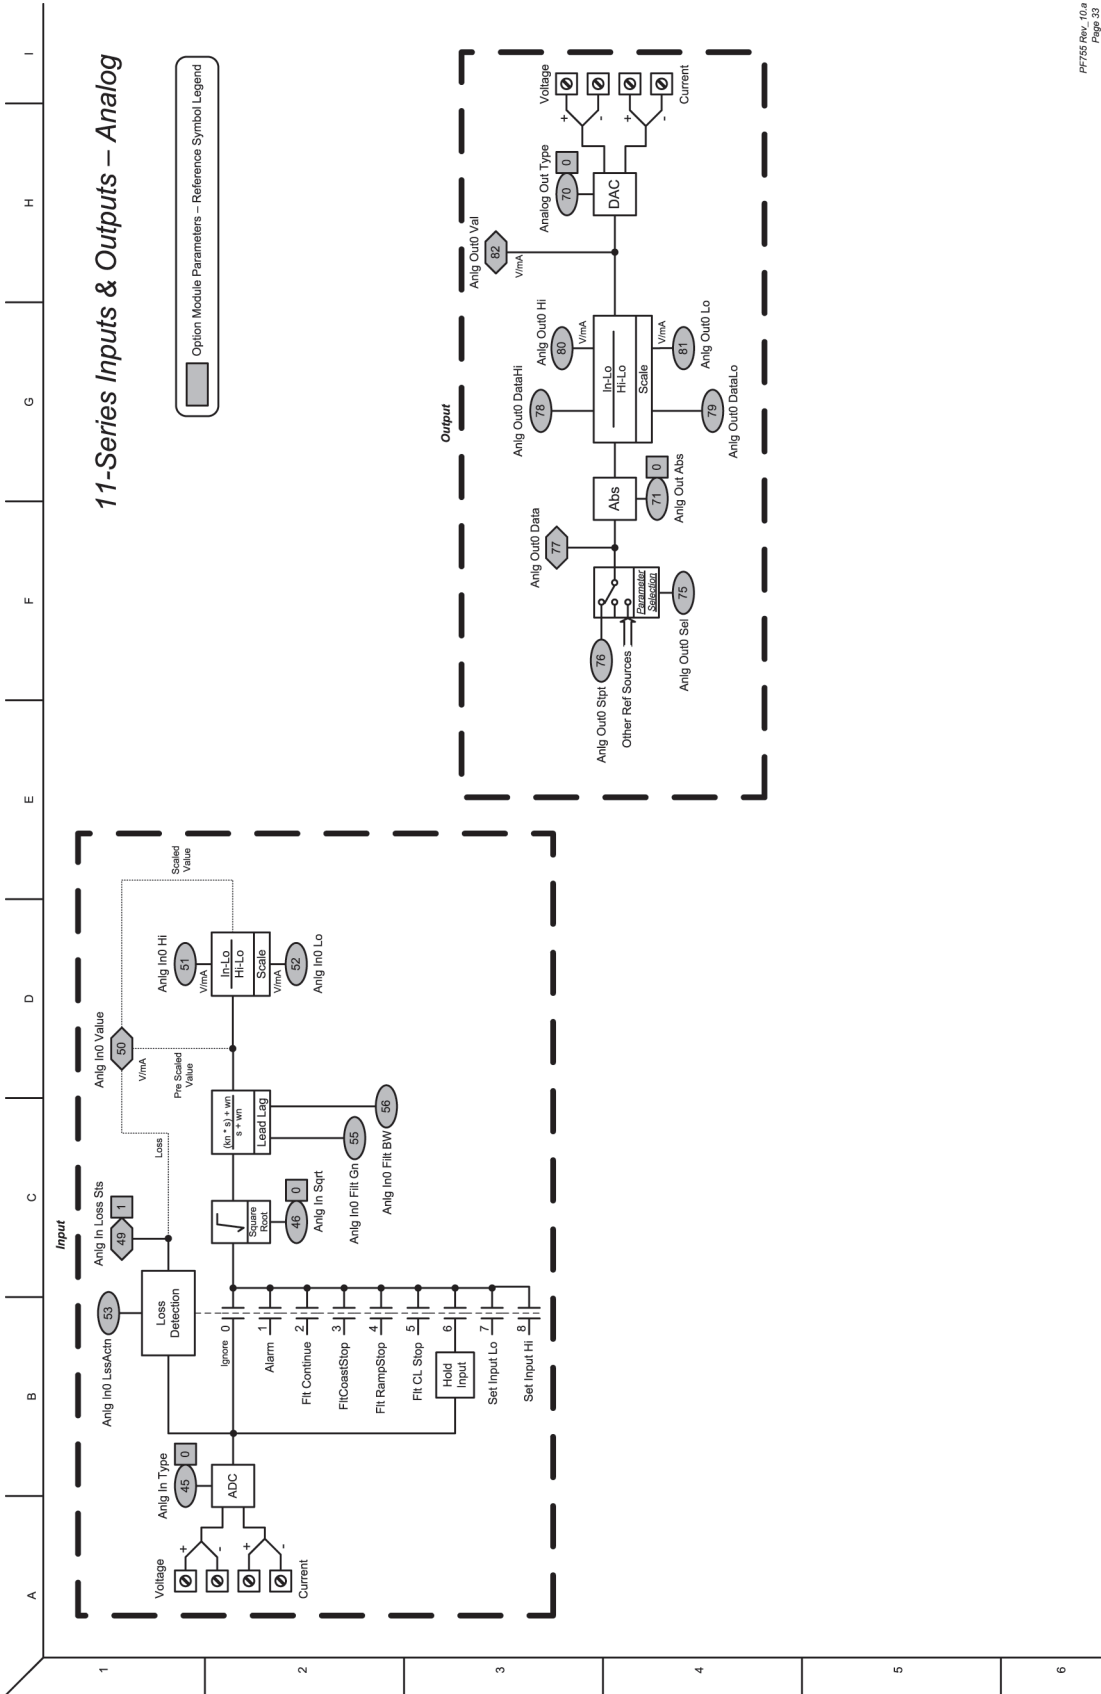 11-Series Inputs & Outputs – Analog
Option Module Parameters – Reference Symbol Legend
A
B
C
D
E
F
G
H
I
1
2
3
4
5
6
Input
Voltage
+
-
+
-
Current
Anlg In Type
45
0
ADC
Anlg In0 LssActn
53
Loss
Detection
Anlg In Loss Sts
49
1
Loss
Ignore
0
Alarm
1
Flt Continue
2
FltCoastStop
3
Flt RampStop
4
Flt CL Stop
5
Hold
Input
6
Set Input Lo
7
Set Input Hi
8
Square
Root
46
0
Anlg In Sqrt
(kn * s) + wn
s + wn
Lead Lag
55
Anlg In0 Filt Gn
56
Anlg In0 Filt BW
Anlg In0 Value
50
V/mA
Pre Scaled
Value
Scaled
Value
Anlg In0 Hi
51
V/mA
In-Lo
Hi-Lo
Scale
V/mA
52
Anlg In0 Lo
Output
Anlg Out0 Stpt
76
Other Ref Sources
Parameter
Selection
75
Anlg Out0 Sel
Anlg Out0 Data
77
Abs
71
0
Anlg Out Abs
Anlg Out0 DataHi
78
Anlg Out0 Hi
80
V/mA
In-Lo
Hi-Lo
Scale
V/mA
79
Anlg Out0 DataLo
81
Anlg Out0 Lo
Anlg Out0 Val
82
V/mA
Analog Out Type
70
0
DAC
Voltage
+
-
+
-
Current
PF755 Rev_10.a
Page 33